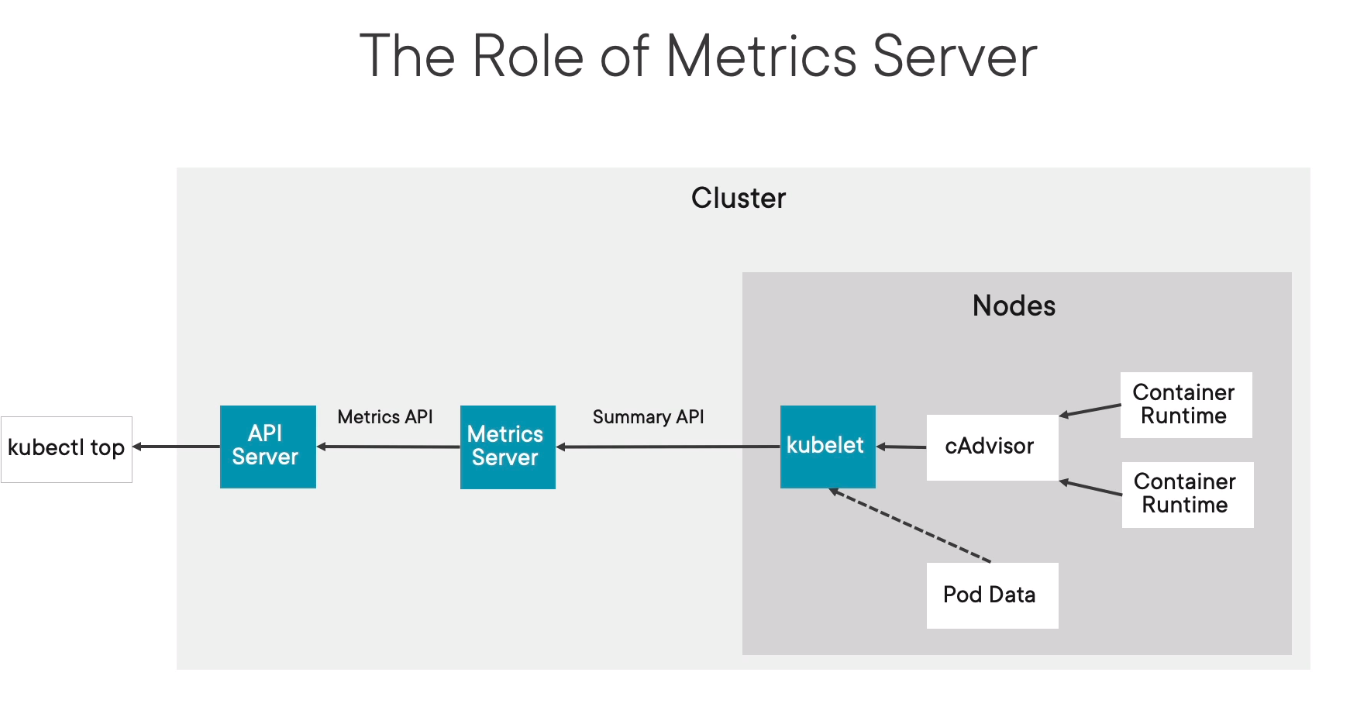 The Role of Metrics Server
Cluster
Nodes
kubectl top
API
Server
Metrics API
Metrics
Server
Summary API
kubelet
cAdvisor
Container
Runtime
Container
Runtime
Pod Data